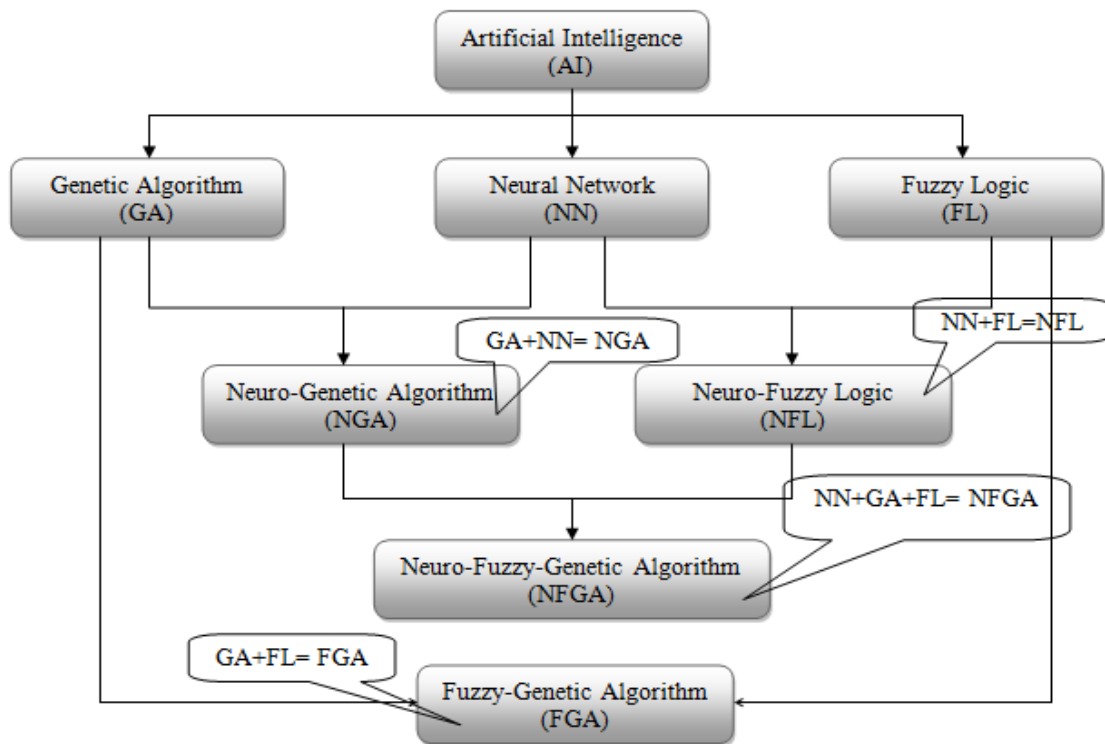 Artificial Intelligence
(AI)
Genetic Algorithm
(GA)
Neural Network
(NN)
Fuzzy Logic
(FL)
GA+NN= NGA
NN+FL=NFL
Neuro-Genetic Algorithm
(NGA)
Neuro-Fuzzy Logic
(NFL)
NN+GA+FL= NFGA
Neuro-Fuzzy-Genetic Algorithm
(NFGA)
GA+FL= FGA
Fuzzy-Genetic Algorithm
(FGA)